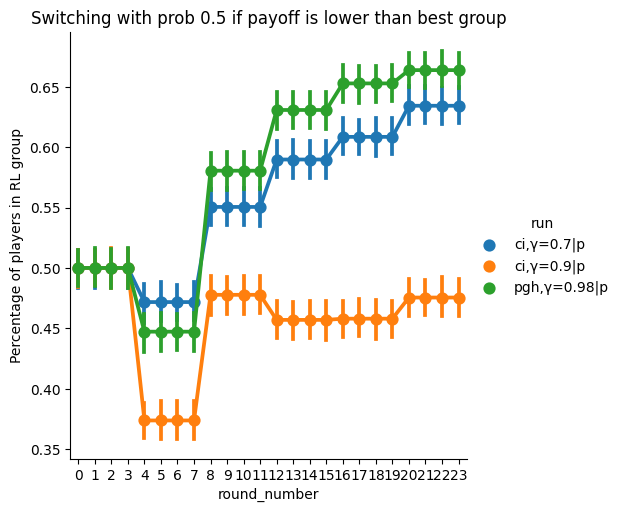 Switching with prob 0.5 if payoff is lower than best group
Percentage of players in RL group
0.65
0.60
0.55
0.50
0.45
0.40
0.35
0 1 2 3 4 5 6 7 8 9 10 11 12 13 14 15 16 17 18 19 20 21 22 23
round_number
run
ci,γ=0.7|p
ci,γ=0.9|p
pgh,γ=0.98|p